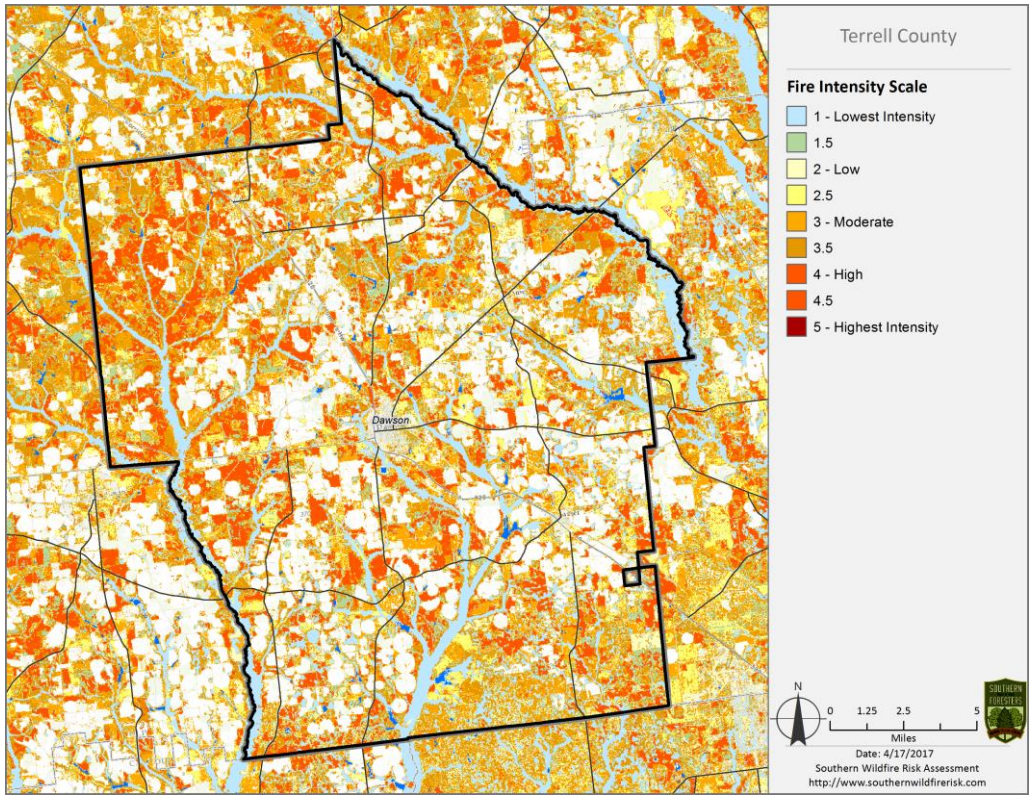 Terrell County
Fire Intensity Scale
1 - Lowest Intensity
1.5
2 - Low
2.5
3 - Moderate
3.5
4 - High
4.5
5 - Highest Intensity
Dawson
N
0 1.25 2.5 5
Miles
SOUTHERN
FORESTERS
Date: 4/17/2017
Southern Wildfire Risk Assessment
http://www.southernwildfirerisk.com